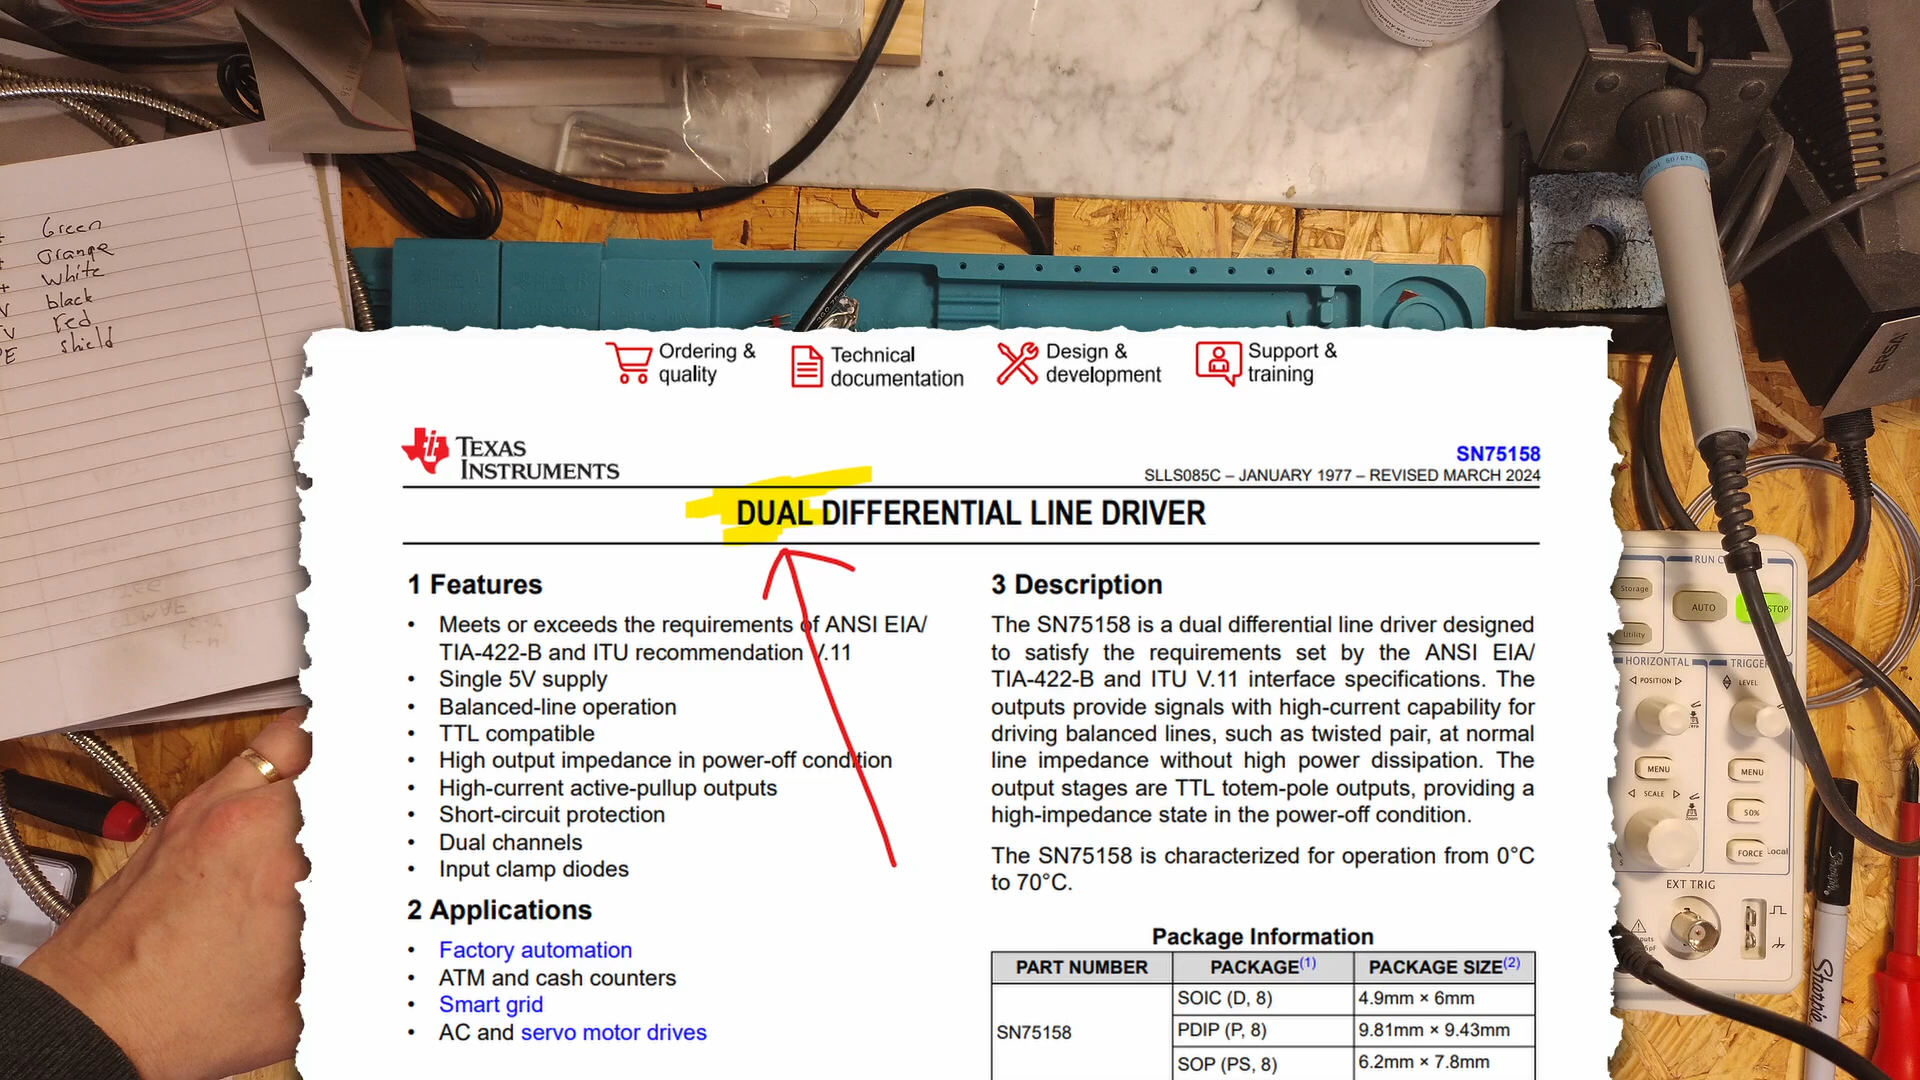 Green
orange
white
black
red
PE shield
Ordering &
quality
Technical
documentation
Design &
development
Support &
training
TEXAS
INSTRUMENTS
SN75158
SLLS085C – JANUARY 1977 – REVISED MARCH 2024
DUAL DIFFERENTIAL LINE DRIVER
1 Features
• Meets or exceeds the requirements of ANSI EIA/
TIA-422-B and ITU recommendation V.11
• Single 5V supply
• Balanced-line operation
• TTL compatible
• High output impedance in power-off condition
• High-current active-pullup outputs
• Short-circuit protection
• Dual channels
• Input clamp diodes
2 Applications
• Factory automation
• ATM and cash counters
• Smart grid
• AC and servo motor drives
3 Description
The SN75158 is a dual differential line driver designed
to satisfy the requirements set by the ANSI EIA/
TIA-422-B and ITU V.11 interface specifications. The
outputs provide signals with high-current capability for
driving balanced lines, such as twisted pair, at normal
line impedance without high power dissipation. The
output stages are TTL totem-pole outputs, providing a
high-impedance state in the power-off condition.
The SN75158 is characterized for operation from 0°C
to 70°C.
Package Information
PART NUMBER PACKAGE(1) PACKAGE SIZE(2)
SN75158
SOIC (D, 8) 4.9mm × 6mm
PDIP (P, 8) 9.81mm × 9.43mm
SOP (PS, 8) 6.2mm × 7.8mm
ERSA
RUN
Storage
AUTO
STOP
Utility
HORIZONTAL
TRIGGE
POSITION
LEVEL
MENU
MENU
SCALE
Zoom
50%
FORCE
Local
EXT TRIG
Sharpie